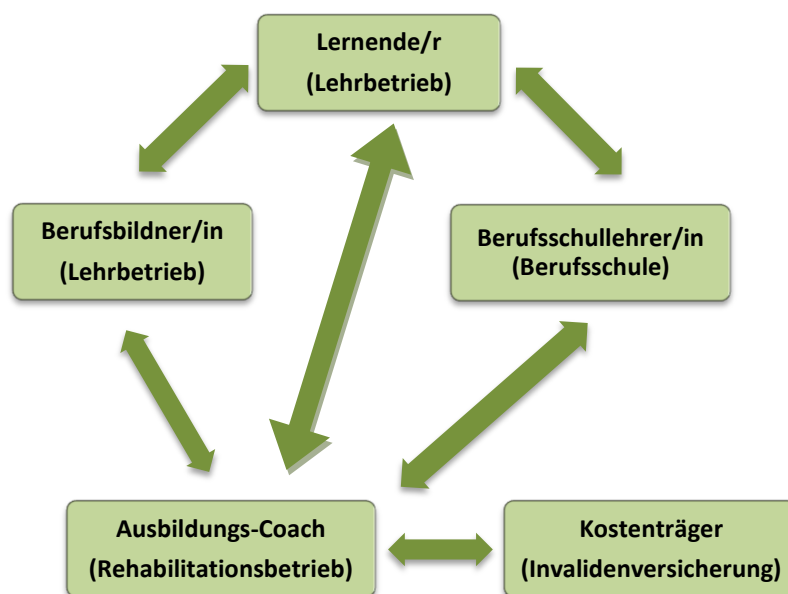 Lernende/r
(Lehrbetrieb)
Berufsbildner/in
(Lehrbetrieb)
Berufsschullehrer/in
(Berufsschule)
Ausbildungs-Coach
(Rehabilitationsbetrieb)
Kostenträger
(Invalidenversicherung)